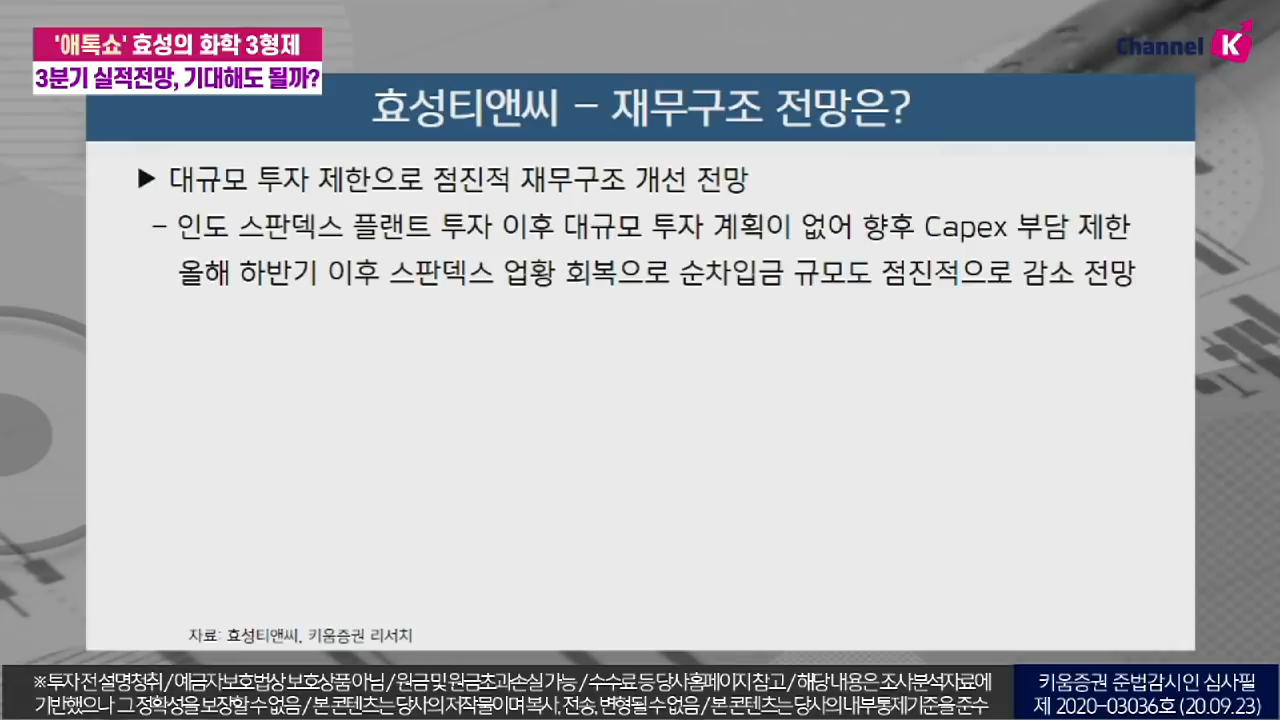 '애톡쇼' 효성의 화학 3형제
3분기 실적전망, 기대해도 될까?
Channel K
효성티앤씨 - 재무구조 전망은?
▶ 대규모 투자 제한으로 점진적 재무구조 개선 전망
- 인도 스판덱스 플랜트 투자 이후 대규모 투자 계획이 없어 향후 Capex 부담 제한
올해 하반기 이후 스판덱스 업황 회복으로 순차입금 규모도 점진적으로 감소 전망
자료: 효성티앤씨, 키움증권 리서치
※ 투자 전 설명청취 / 예금자보호법상 보호상품 아님 / 원금 및 원금초과손실 가능 / 수수료 등 당사홈페이지 참고 / 해당 내용은 조사분석자료에
기반했으나 그 정확성을 보장할 수 없음 / 본 콘텐츠는 당사의 저작물이며 복사, 전송, 변형될 수 없음 / 본 콘텐츠는 당사의 내부통제기준을 준수
키움증권 준법감시인 심사필
제 2020-03036호 (20.09.23)